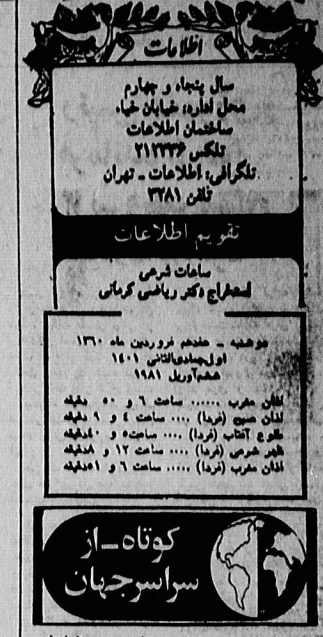 اطلاعات
سال پنجاه و چهارم
محل اداره: خیابان خیام
ساختمان اطلاعات
تلکس ۲۱۲۳۳۶
تلگرافی: اطلاعات ـ تهران
تلفن ۳۲۸۱
تقویم اطلاعات
ساعات شرعی
استخراج دکتر ریاضی کرمانی
دوشنبه ـ هفدهم فروردین ماه ۱۳۶۰
اول جمادی‌الثانی ۱۴۰۱
ششم آوریل ۱۹۸۱
اذان مغرب ...... ساعت ۶ و ۵۰ دقیقه
اذان صبح (فردا) .... ساعت ۴ و ۹ دقیقه
طلوع آفتاب (فردا) .... ساعت ۵ و ۴۰ دقیقه
ظهر شرعی (فردا) .... ساعت ۱۲ و ۸ دقیقه
اذان مغرب (فردا) ..... ساعت ۶ و ۵۱ دقیقه
کوتاه ـ از
سراسر جهان